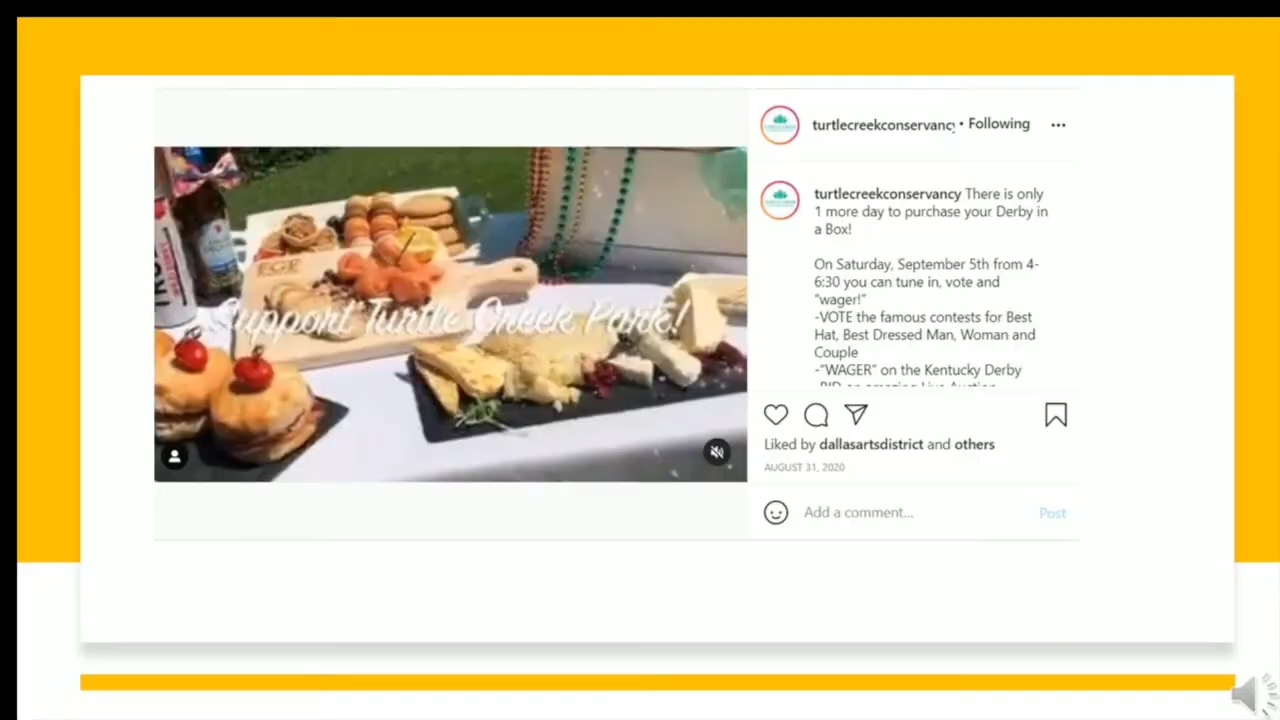 turtlecreekconservancy • Following
turtlecreekconservancy There is only
1 more day to purchase your Derby in
a Box!
On Saturday, September 5th from 4-
6:30 you can tune in, vote and
"wager!"
-VOTE the famous contests for Best
Hat, Best Dressed Man, Woman and
Couple
-"WAGER" on the Kentucky Derby
FGF
Support Turtle Creek Park!
Liked by dallasartsdistrict and others
AUGUST 31, 2020
Add a comment...
Post